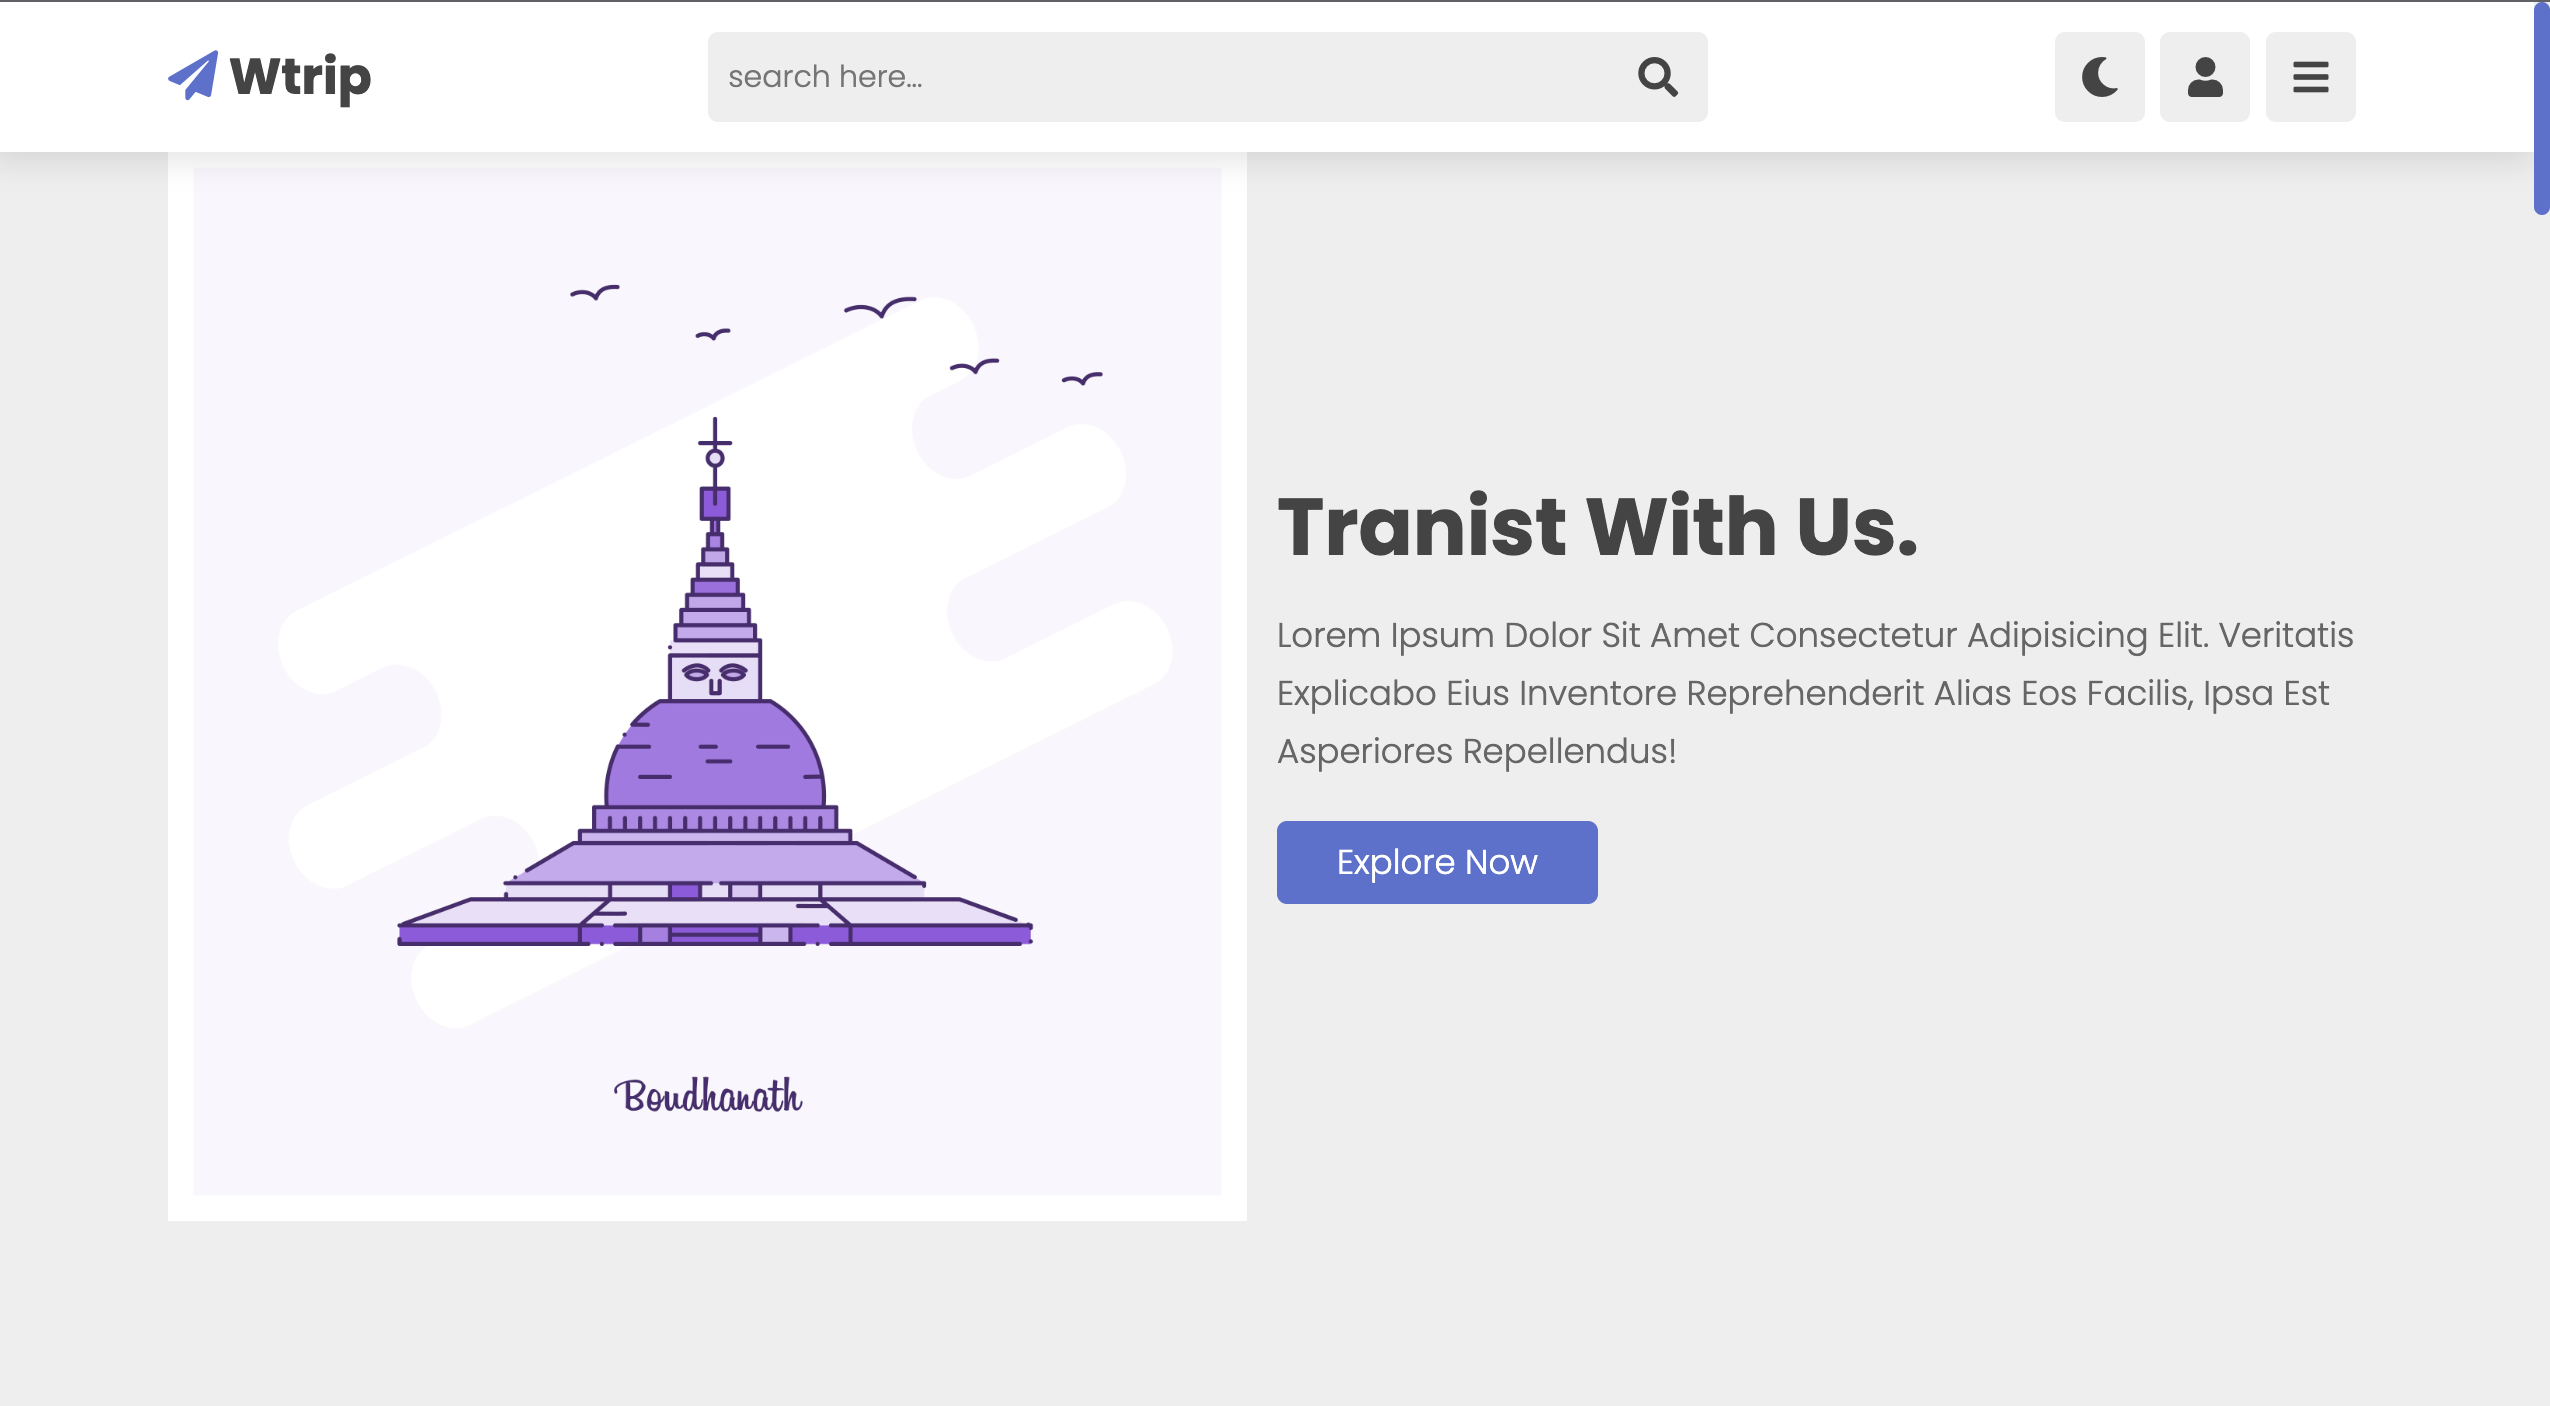 Wtrip
search here...
Tranist With Us.
Lorem Ipsum Dolor Sit Amet Consectetur Adipisicing Elit. Veritatis
Explicabo Eius Inventore Reprehenderit Alias Eos Facilis, Ipsa Est
Asperiores Repellendus!
Explore Now
Boudhanath